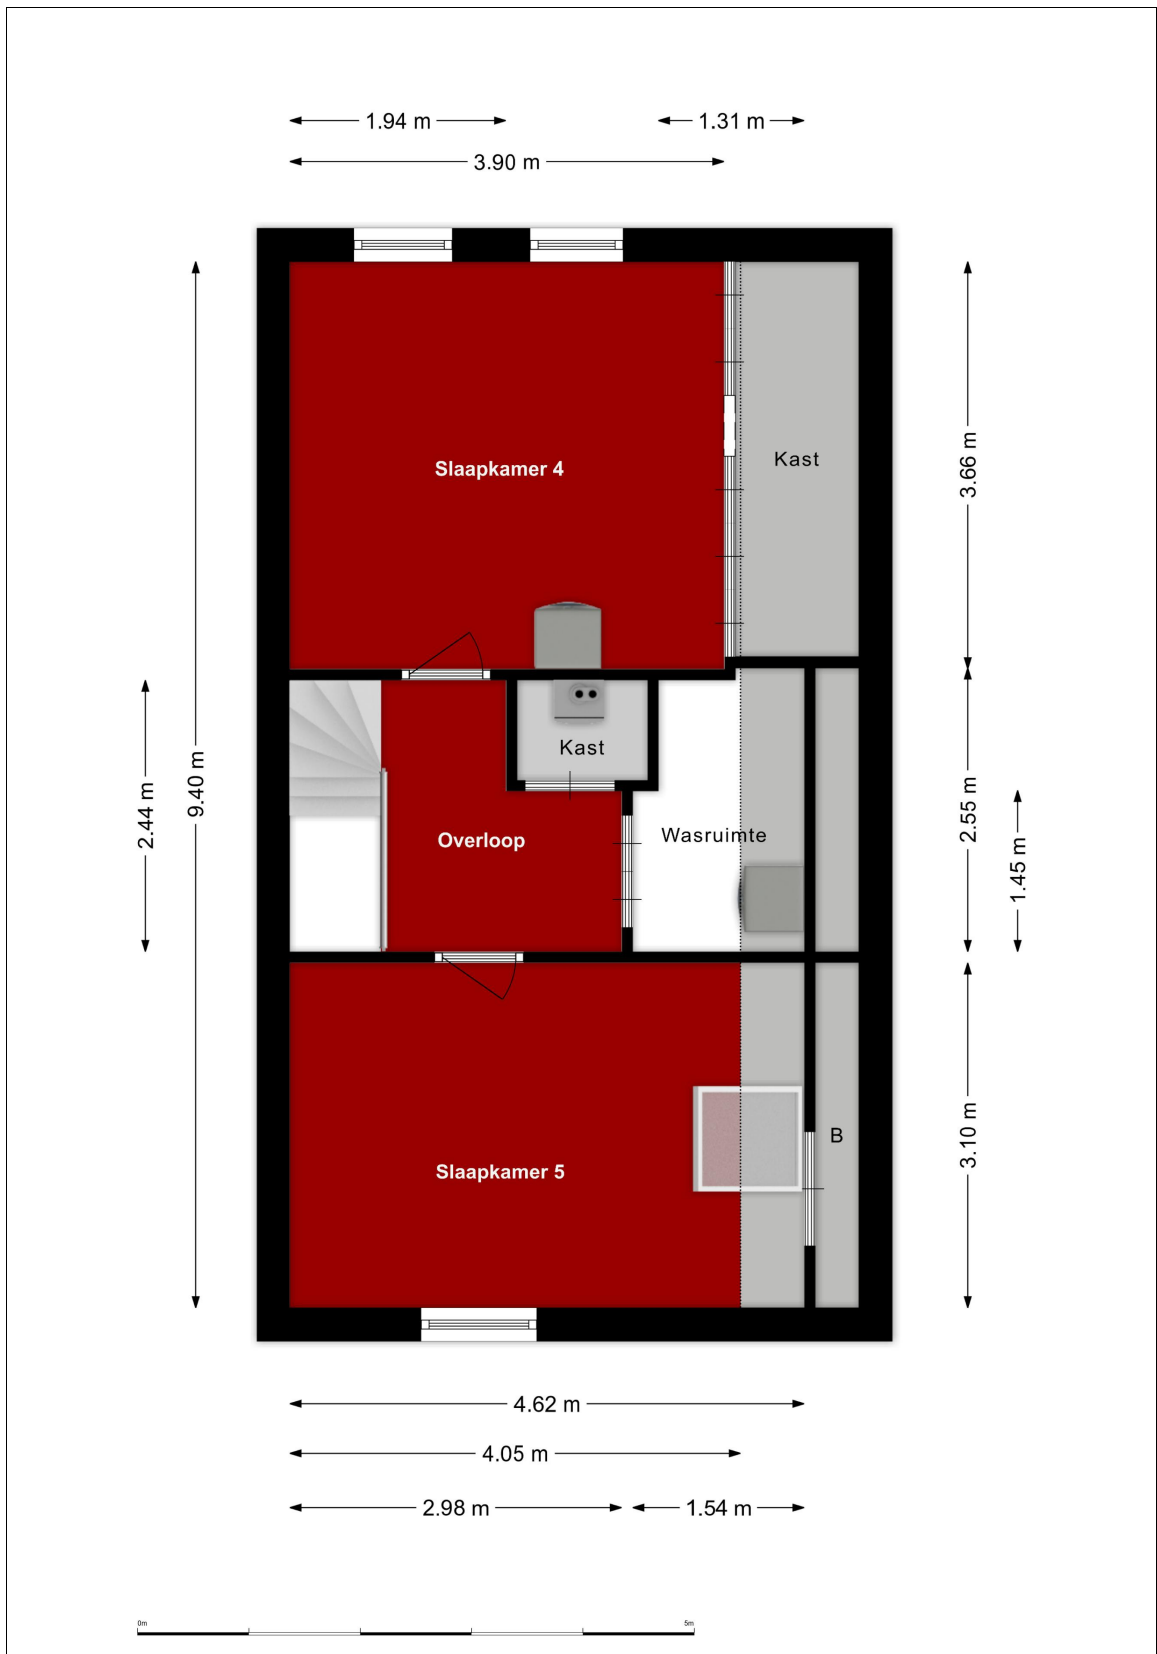 1.94 m
1.31 m
3.90 m
Slaapkamer 4
Kast
3.66 m
Kast
9.40 m
2.44 m
Overloop
Wasruimte
2.55 m
1.45 m
3.10 m
B
Slaapkamer 5
4.62 m
4.05 m
2.98 m
1.54 m
0m
5m